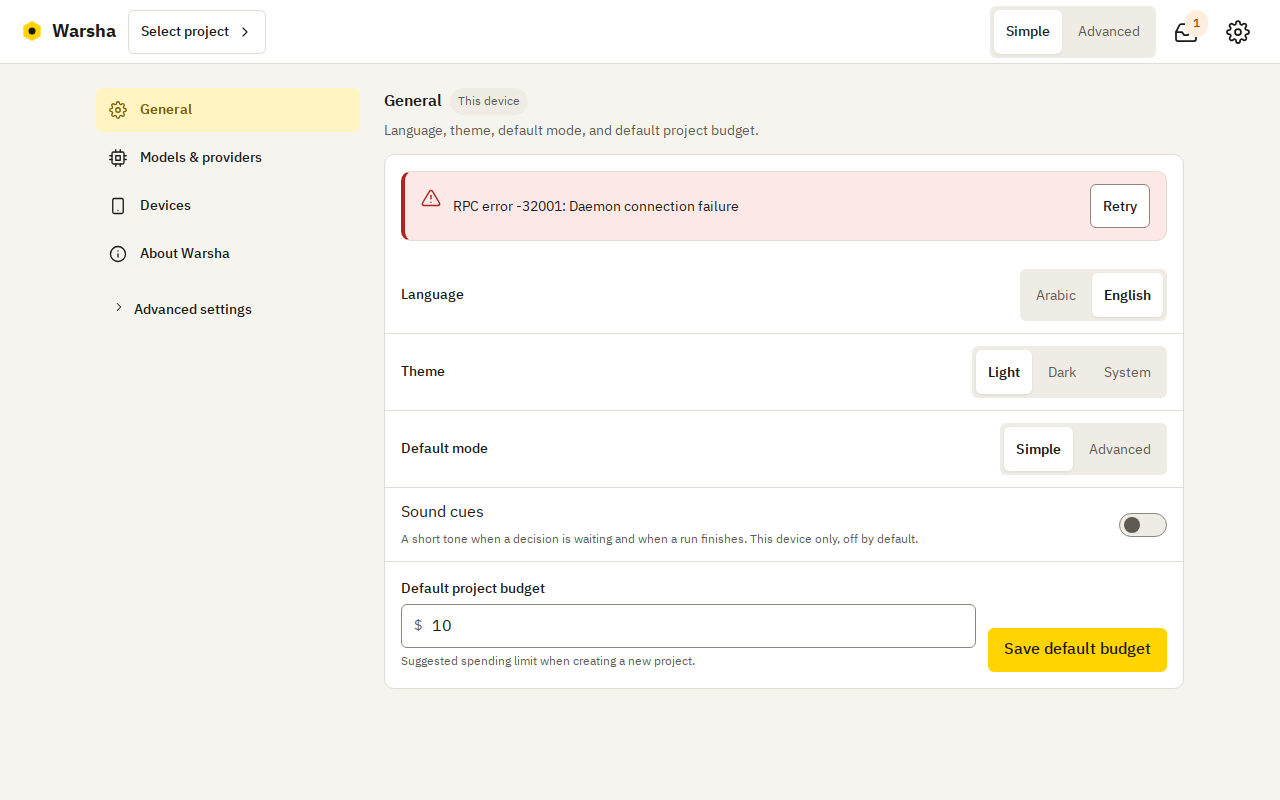 Warsha
Select project
Simple
Advanced
1
General
Models & providers
Devices
About Warsha
Advanced settings
General
This device
Language, theme, default mode, and default project budget.
RPC error -32001: Daemon connection failure
Retry
Language
Arabic
English
Theme
Light
Dark
System
Default mode
Simple
Advanced
Sound cues
A short tone when a decision is waiting and when a run finishes. This device only, off by default.
Default project budget
$ 10
Suggested spending limit when creating a new project.
Save default budget